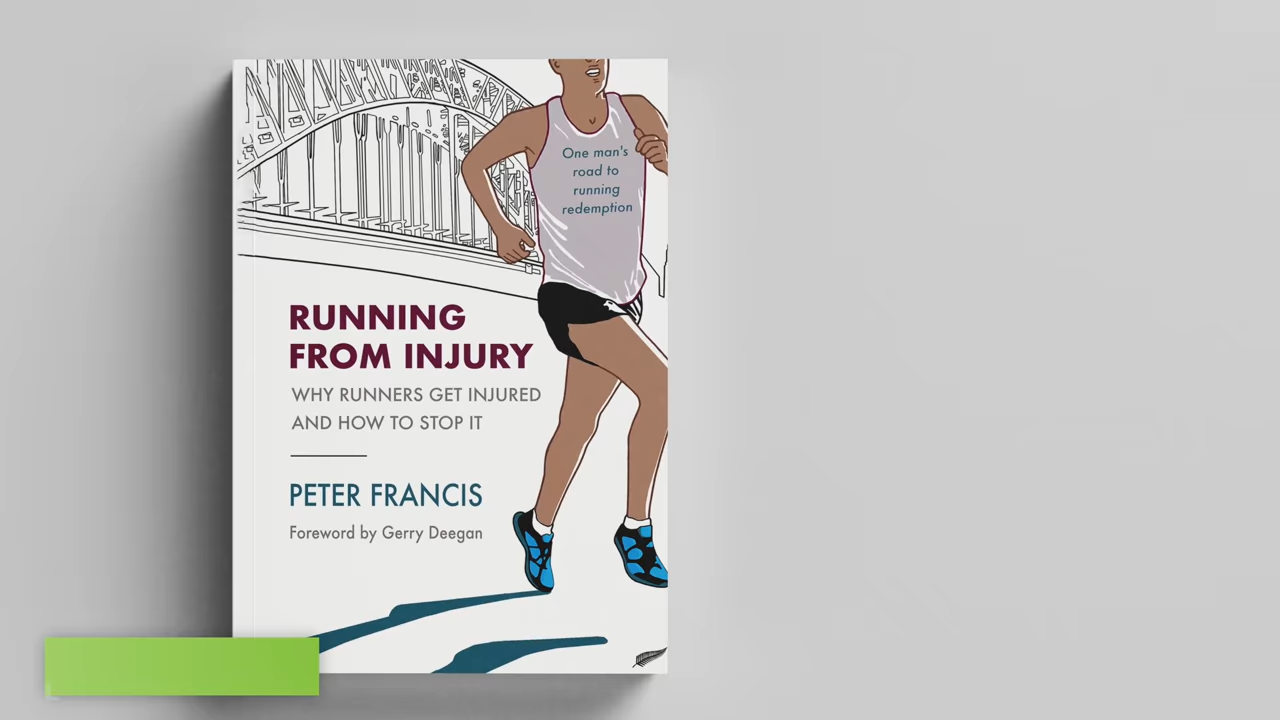 One man's
road to
running
redemption
RUNNING
FROM INJURY
WHY RUNNERS GET INJURED
AND HOW TO STOP IT
PETER FRANCIS
Foreword by Gerry Deegan